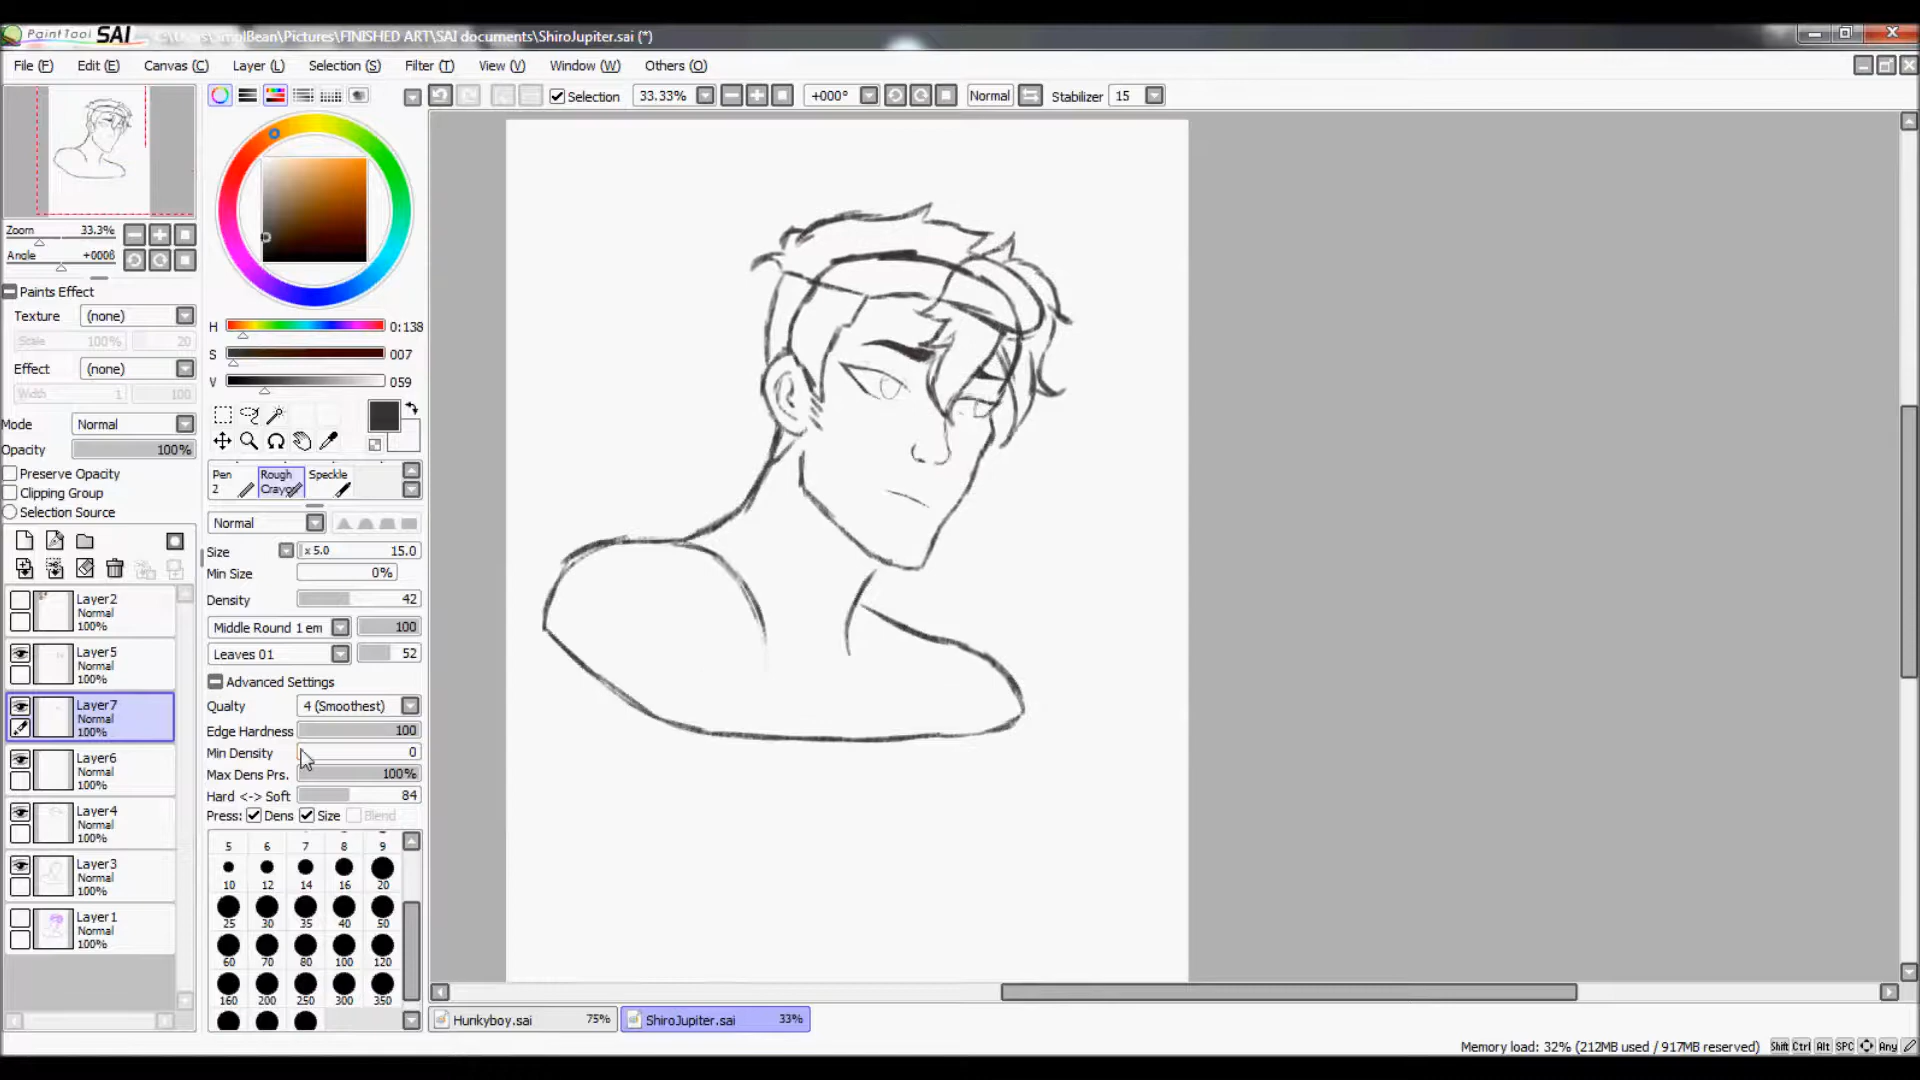 PaintTool SAI
C:\Users\SimplBean\Pictures\FINISHED ART\SAI documents\ShiroJupiter.sai (*)
File (F) Edit (E) Canvas (C) Layer (L) Selection (S) Filter (T) View (V) Window (W) Others (O)
Selection 33.33% +000° Normal Stabilizer 15
Zoom 33.3%
Angle +000θ
Paints Effect
Texture (none)
Scale 100% 20
Effect (none)
Width 1 100
Mode Normal
Opacity 100%
Preserve Opacity
Clipping Group
Selection Source
Layer2
Normal
100%
Layer5
Normal
100%
Layer7
Normal
100%
Layer6
Normal
100%
Layer4
Normal
100%
Layer3
Normal
100%
Layer1
Normal
100%
H 0:138
S 007
V 059
Pen 2
Rough Crayon
Speckle
Normal
Size x 5.0 15.0
Min Size 0%
Density 42
Middle Round 1 em 100
Leaves 01 52
Advanced Settings
Qualty 4 (Smoothest)
Edge Hardness 100
Min Density 0
Max Dens Prs. 100%
Hard <-> Soft 84
Press: Dens Size Blend
5 6 7 8 9
10 12 14 16 20
25 30 35 40 50
60 70 80 100 120
160 200 250 300 350
Hunkyboy.sai 75% ShiroJupiter.sai 33%
Memory load: 32% (212MB used / 917MB reserved) Shift Ctrl Alt SPC Any